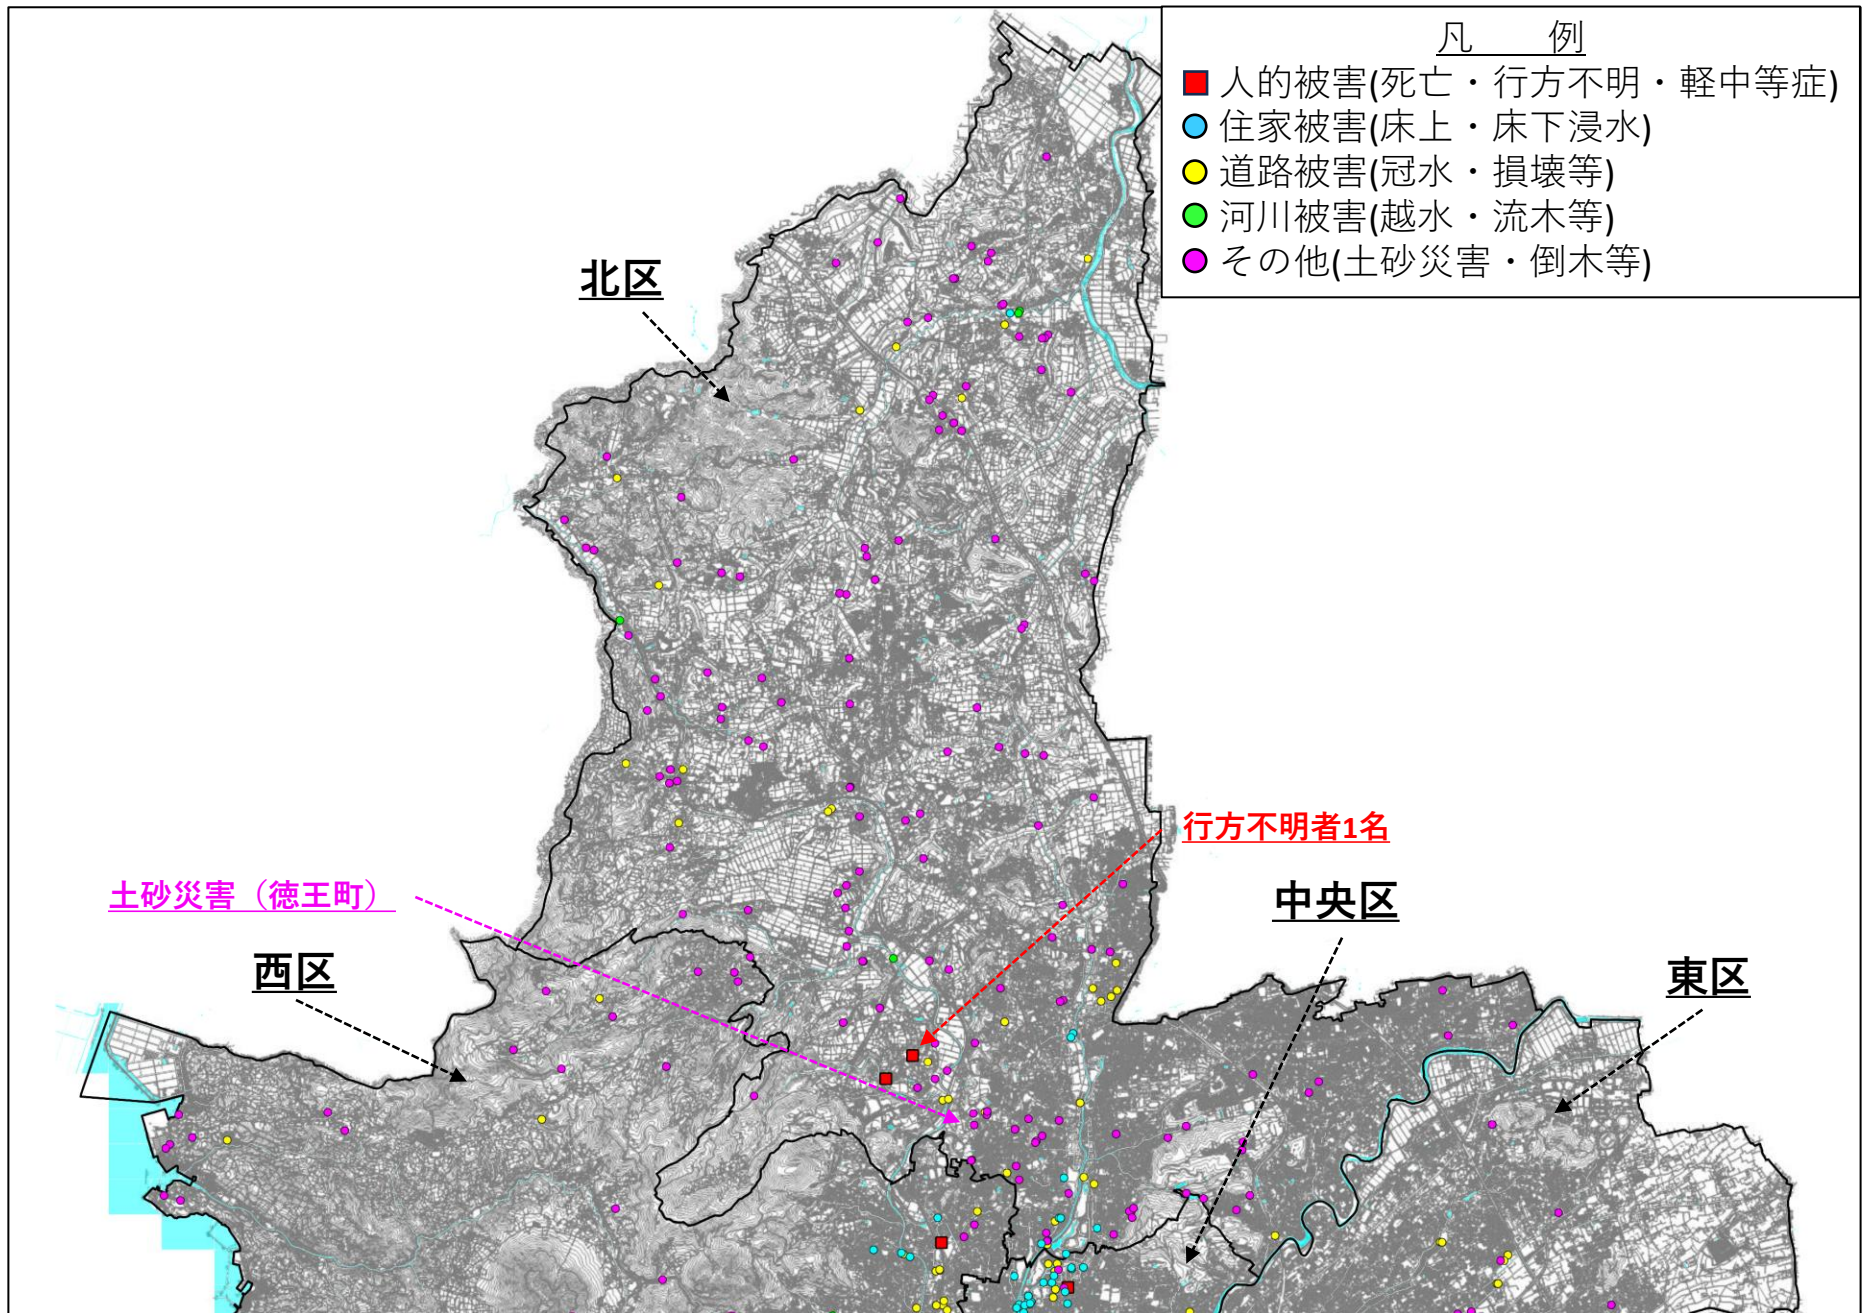 凡　例
人的被害(死亡・行方不明・軽中等症)
住家被害(床上・床下浸水)
道路被害(冠水・損壊等)
河川被害(越水・流木等)
その他(土砂災害・倒木等)
北区
行方不明者1名
土砂災害（徳王町）
中央区
西区
東区